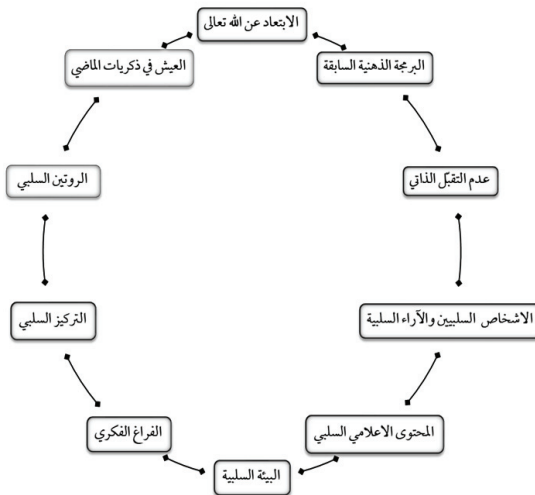 الابتعاد عن الله تعالى
البرمجة الذهنية السابقة
عدم التقبّل الذاتي
الاشخاص السلبيين والآراء السلبية
المحتوى الاعلامي السلبي
البيئة السلبية
الفراغ الفكري
التركيز السلبي
الروتين السلبي
العيش في ذكريات الماضي